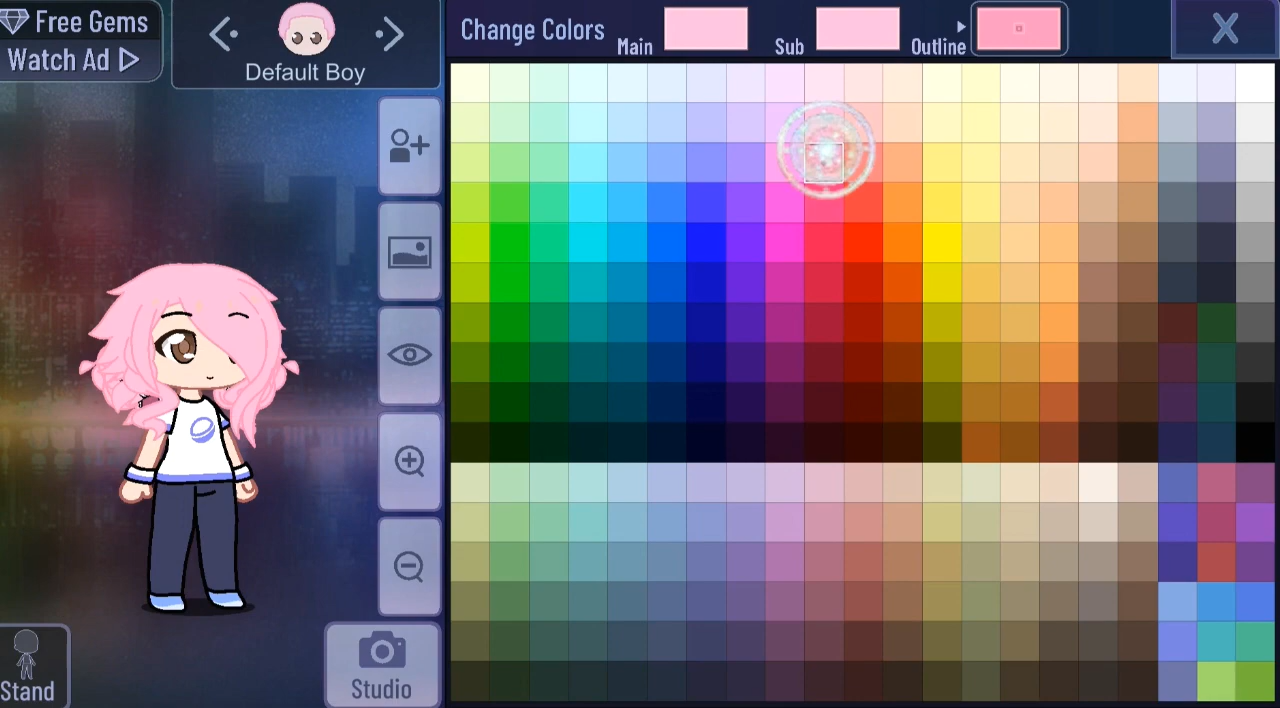 Free Gems
Watch Ad
Default Boy
Change Colors
Main
Sub
Outline
X
Stand
Studio